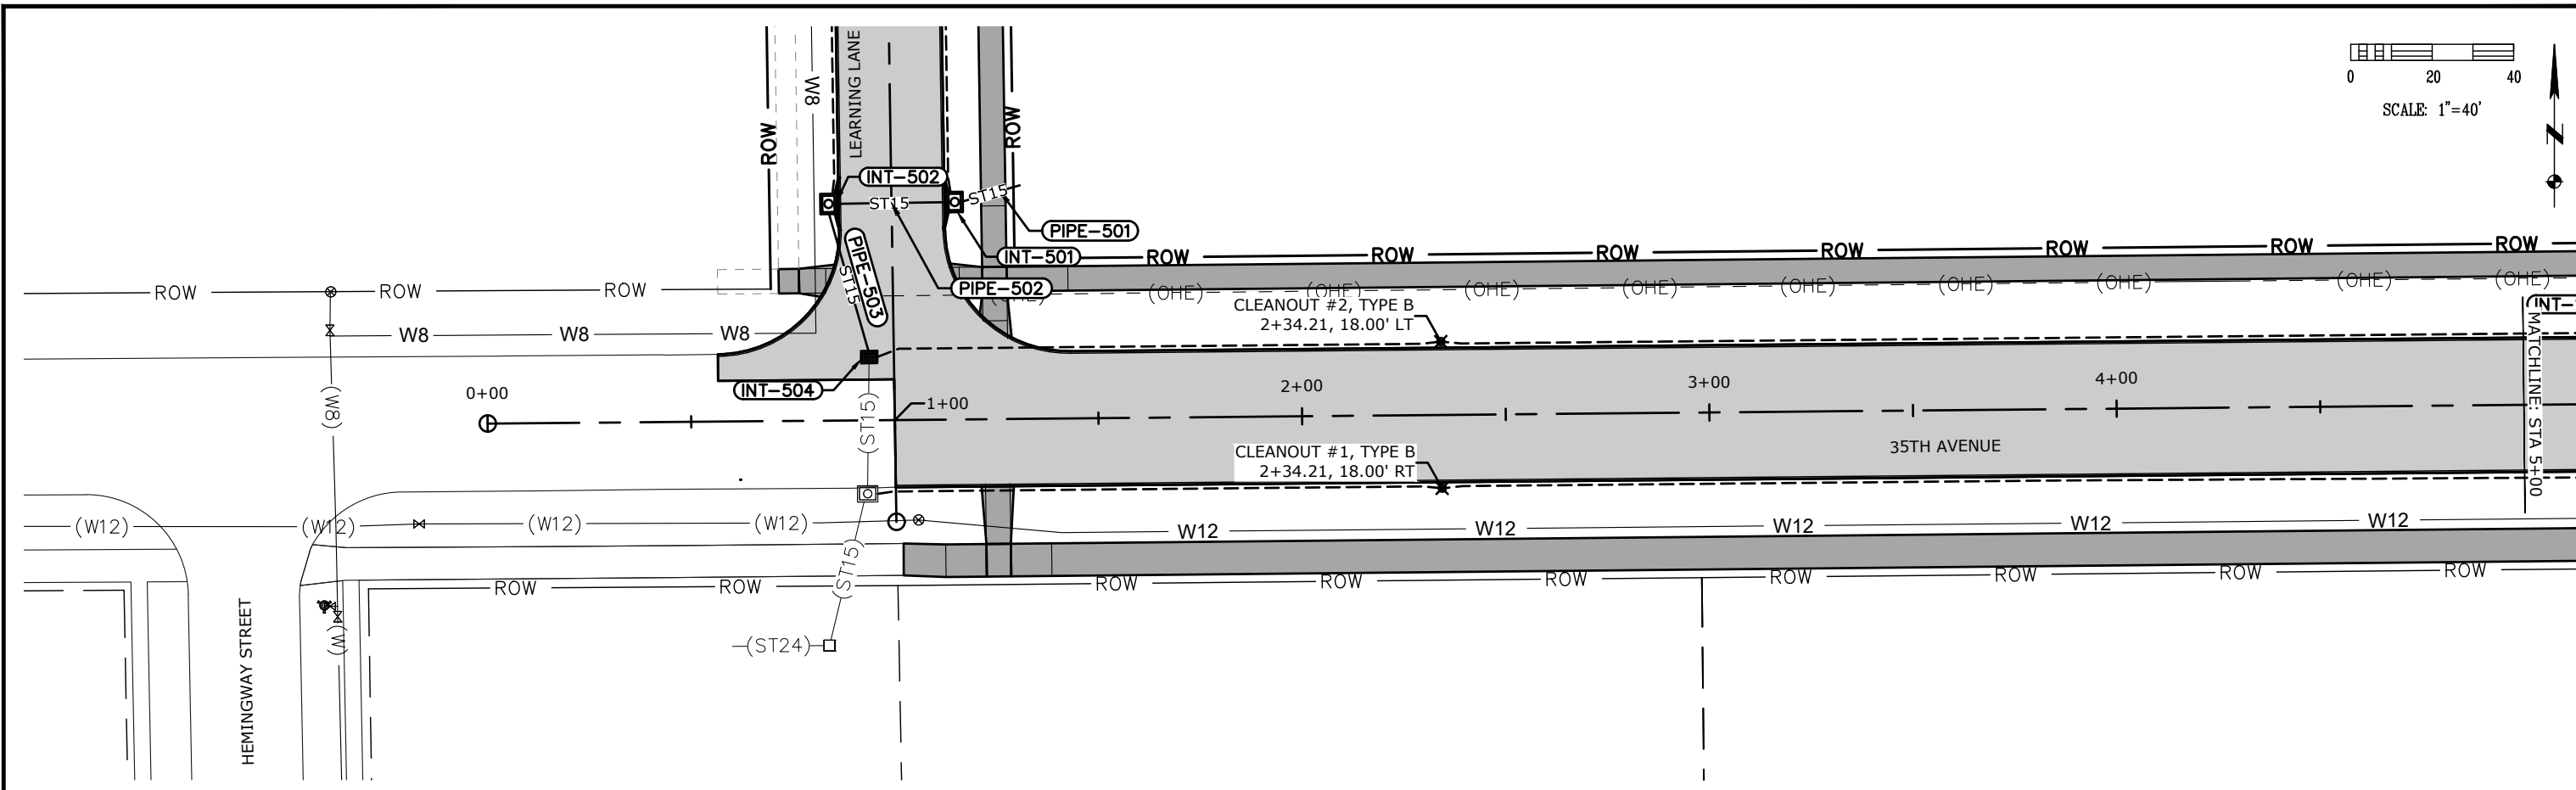 0 20 40
SCALE: 1"=40'
N
LEARNING LANE
W8
ROW
ROW
INT-502
ST15
ST15
PIPE-501
INT-501
PIPE-502
PIPE-503
ST15
ROW ROW ROW ROW ROW ROW ROW
ROW ROW ROW
(OHE) (OHE) (OHE) (OHE) (OHE) (OHE) (OHE) (OHE)
W8 W8 W8
CLEANOUT #2, TYPE B
2+34.21, 18.00' LT
INT-
MATCHLINE: STA 5+00
INT-504
0+00
1+00
2+00
3+00
4+00
(W8)
(ST15)
35TH AVENUE
CLEANOUT #1, TYPE B
2+34.21, 18.00' RT
(W12) (W12) (W12) (W12)
W12 W12 W12 W12 W12
(ST15)
ROW ROW ROW ROW ROW ROW ROW ROW ROW
(W)
(ST24)
HEMINGWAY STREET